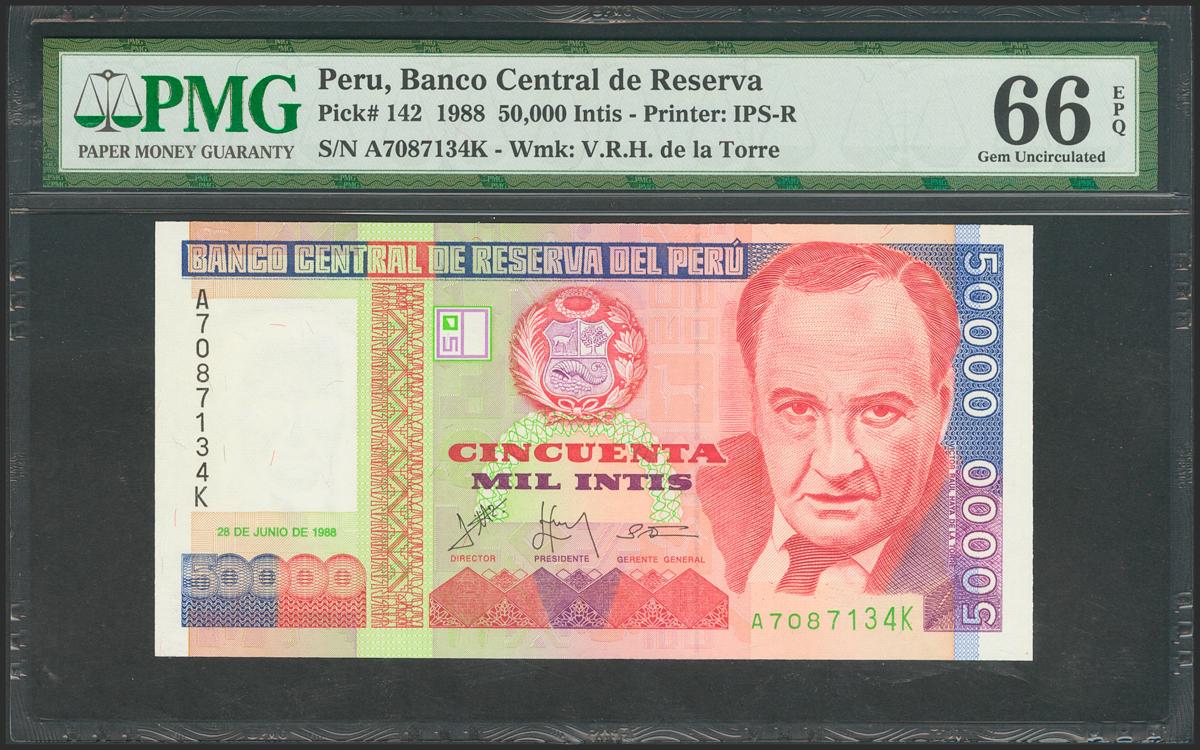 PMG
PAPER MONEY GUARANTY
Peru, Banco Central de Reserva
Pick# 142 1988 50,000 Intis - Printer: IPS-R
S/N A7087134K - Wmk: V.R.H. de la Torre
66 EPQ
Gem Uncirculated
BANCO CENTRAL DE RESERVA DEL PERÚ
A7087134K
50000
50000
CINCUENTA
MIL INTIS
28 DE JUNIO DE 1988
DIRECTOR PRESIDENTE GERENTE GENERAL
50000
A7087134K